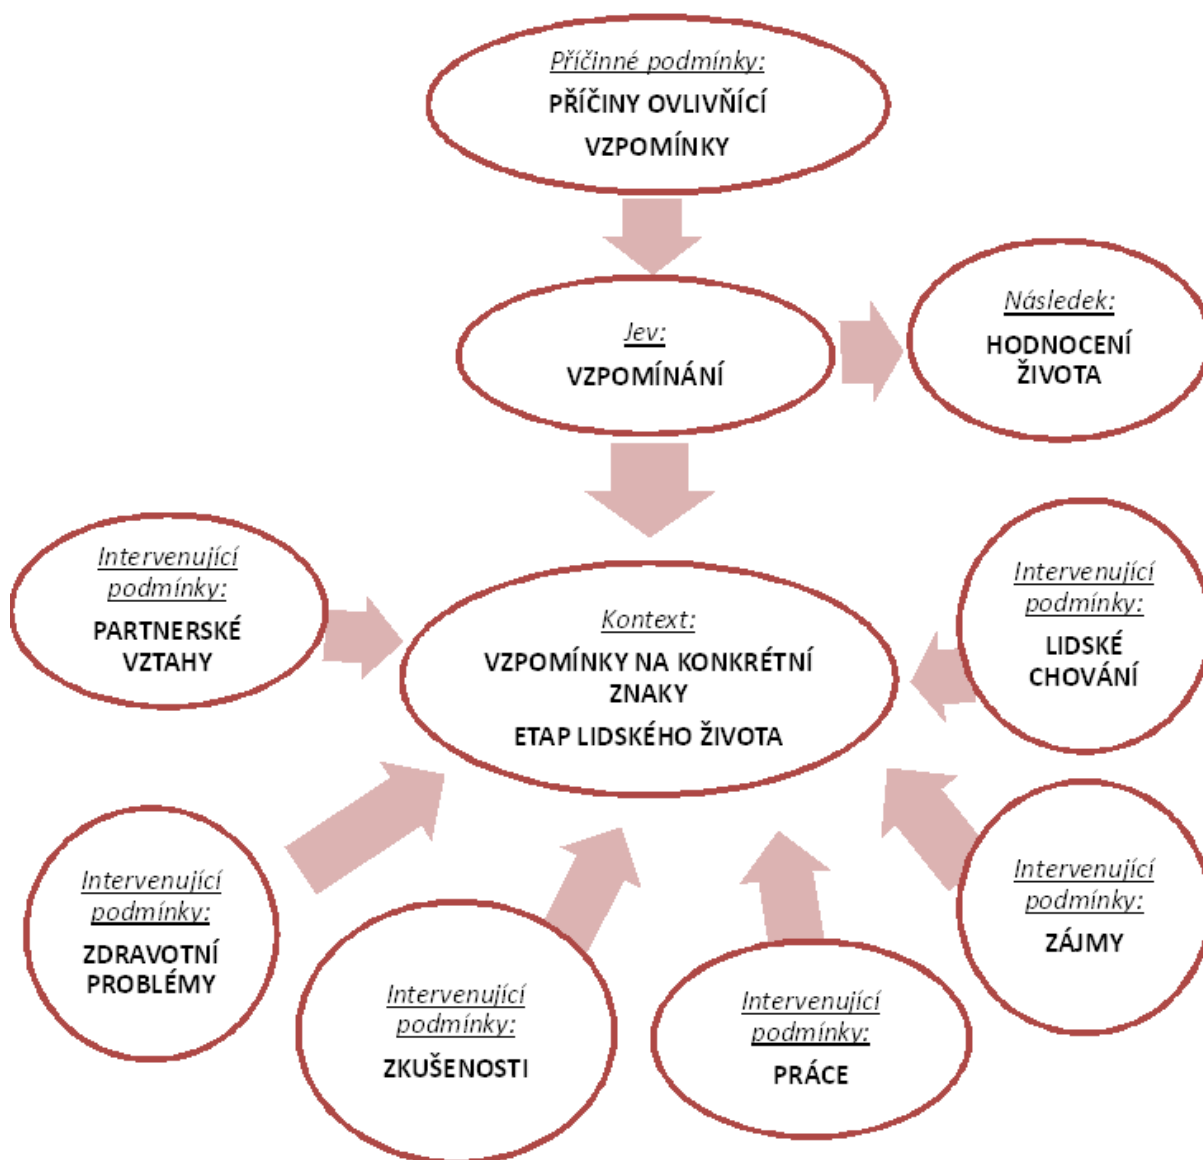 Příčinné podmínky:
PŘÍČINY OVLIVŇÍCÍ
VZPOMÍNKY
Jev:
VZPOMÍNÁNÍ
Následek:
HODNOCENÍ
ŽIVOTA
Intervenující
podmínky:
PARTNERSKÉ
VZTAHY
Kontext:
VZPOMÍNKY NA KONKRÉTNÍ
ZNAKY
ETAP LIDSKÉHO ŽIVOTA
Intervenující
podmínky:
LIDSKÉ
CHOVÁNÍ
Intervenující
podmínky:
ZDRAVOTNÍ
PROBLÉMY
Intervenující
podmínky:
ZKUŠENOSTI
Intervenující
podmínky:
PRÁCE
Intervenující
podmínky:
ZÁJMY